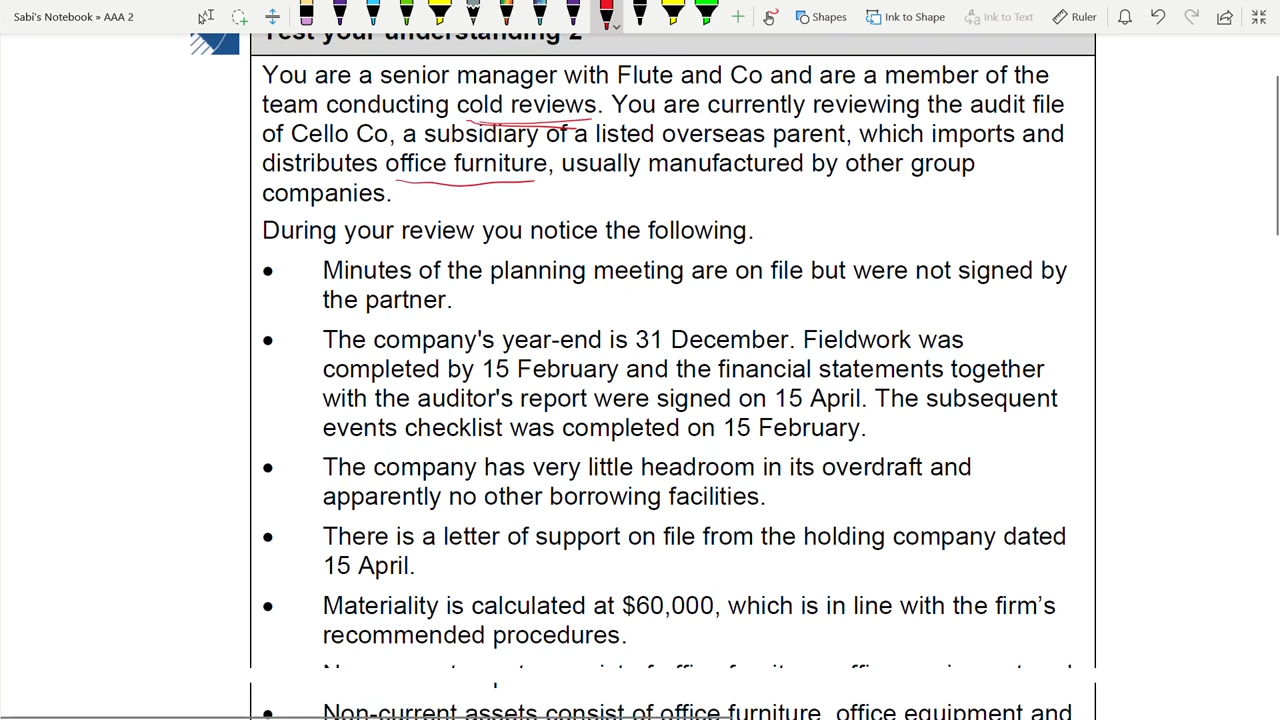 Sabi's Notebook » AAA 2
Shapes
Ink to Shape
Ink to Text
Ruler
Test your understanding 2
You are a senior manager with Flute and Co and are a member of the
team conducting cold reviews. You are currently reviewing the audit file
of Cello Co, a subsidiary of a listed overseas parent, which imports and
distributes office furniture, usually manufactured by other group
companies.
During your review you notice the following.
• Minutes of the planning meeting are on file but were not signed by
the partner.
• The company's year-end is 31 December. Fieldwork was
completed by 15 February and the financial statements together
with the auditor's report were signed on 15 April. The subsequent
events checklist was completed on 15 February.
• The company has very little headroom in its overdraft and
apparently no other borrowing facilities.
• There is a letter of support on file from the holding company dated
15 April.
• Materiality is calculated at $60,000, which is in line with the firm's
recommended procedures.
• Non-current assets consist of office furniture, office equipment and